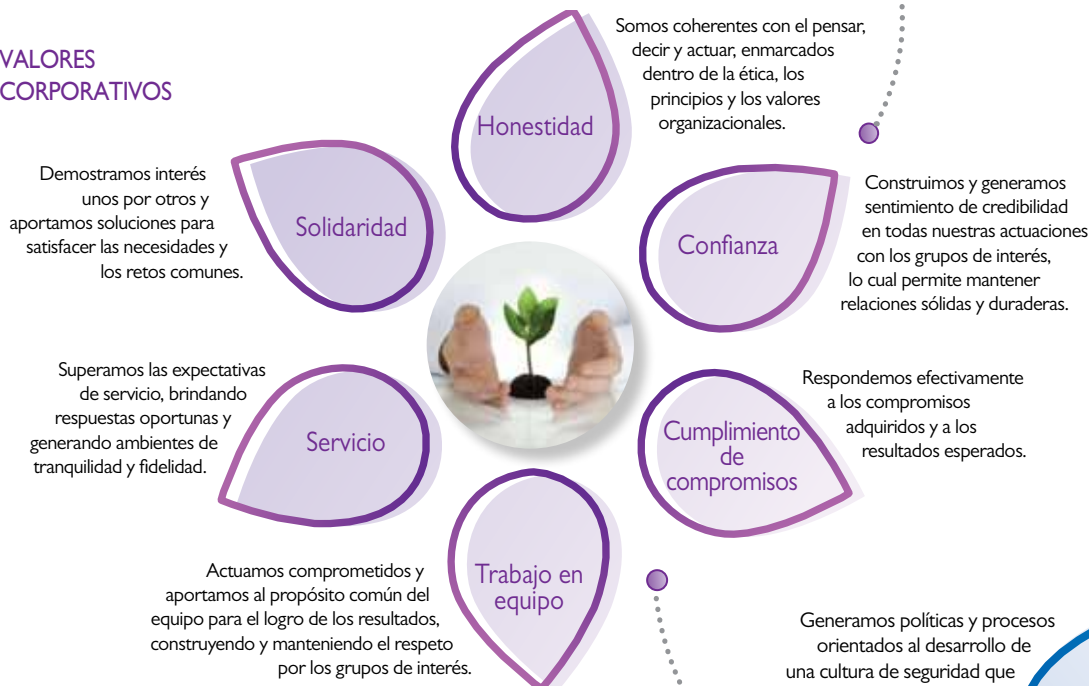 VALORES
CORPORATIVOS
Honestidad
Somos coherentes con el pensar,
decir y actuar, enmarcados
dentro de la ética, los
principios y los valores
organizacionales.
Confianza
Construimos y generamos
sentimiento de credibilidad
en todas nuestras actuaciones
con los grupos de interés,
lo cual permite mantener
relaciones sólidas y duraderas.
Cumplimiento
de
compromisos
Respondemos efectivamente
a los compromisos
adquiridos y a los
resultados esperados.
Trabajo en
equipo
Actuamos comprometidos y
aportamos al propósito común del
equipo para el logro de los resultados,
construyendo y manteniendo el respeto
por los grupos de interés.
Servicio
Superamos las expectativas
de servicio, brindando
respuestas oportunas y
generando ambientes de
tranquilidad y fidelidad.
Solidaridad
Demostramos interés
unos por otros y
aportamos soluciones para
satisfacer las necesidades y
los retos comunes.
Generamos políticas y procesos
orientados al desarrollo de
una cultura de seguridad que